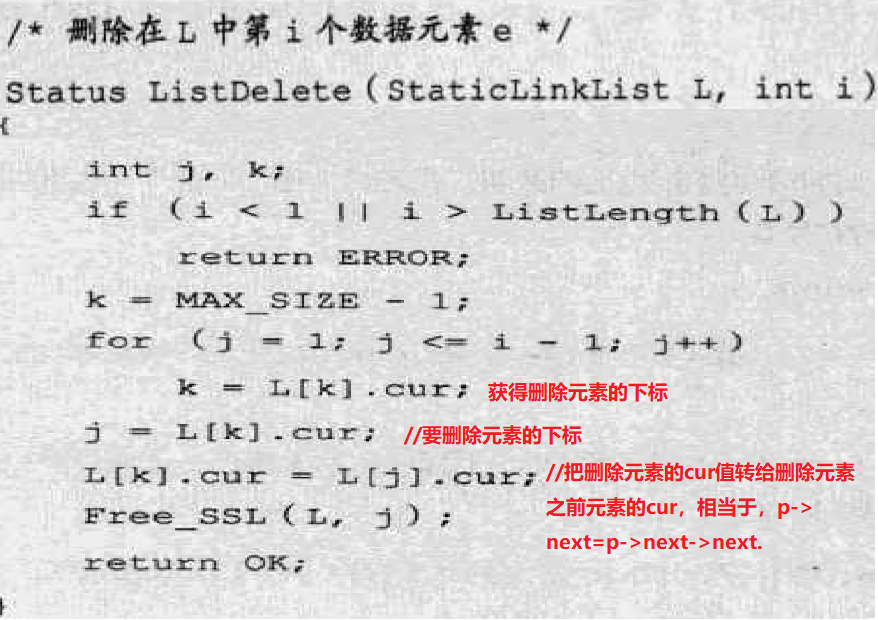 /* 删除在 L 中第 i 个数据元素 e */
Status ListDelete(StaticLinkList L, int i)
{
int j, k;
if (i < 1 || i > ListLength(L))
return ERROR;
k = MAX_SIZE - 1;
for (j = 1; j <= i - 1; j++)
k = L[k].cur; 获得删除元素的下标
j = L[k].cur; //要删除元素的下标
L[k].cur = L[j].cur; //把删除元素的cur值转给删除元素
之前元素的cur，相当于，p->
Free_SSL(L, j);
next=p->next->next.
return OK;
}